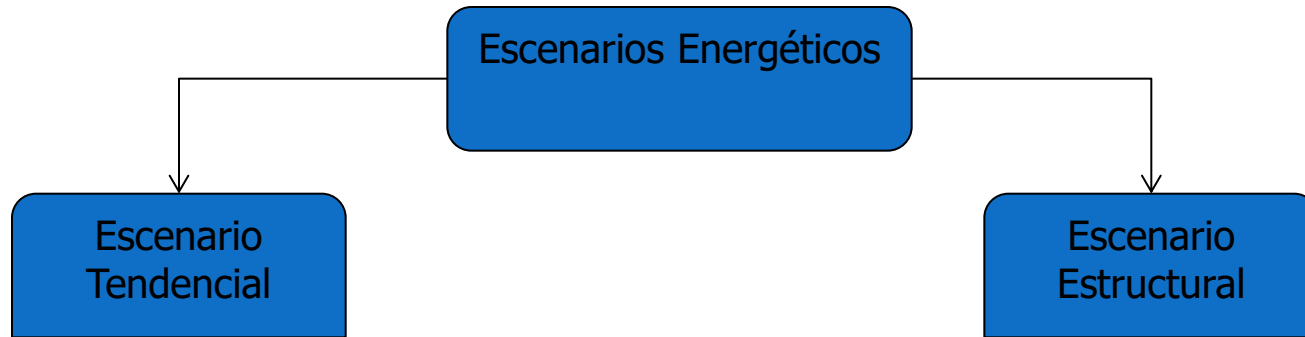 Escenarios Energéticos
Escenario
Tendencial
Escenario
Estructural